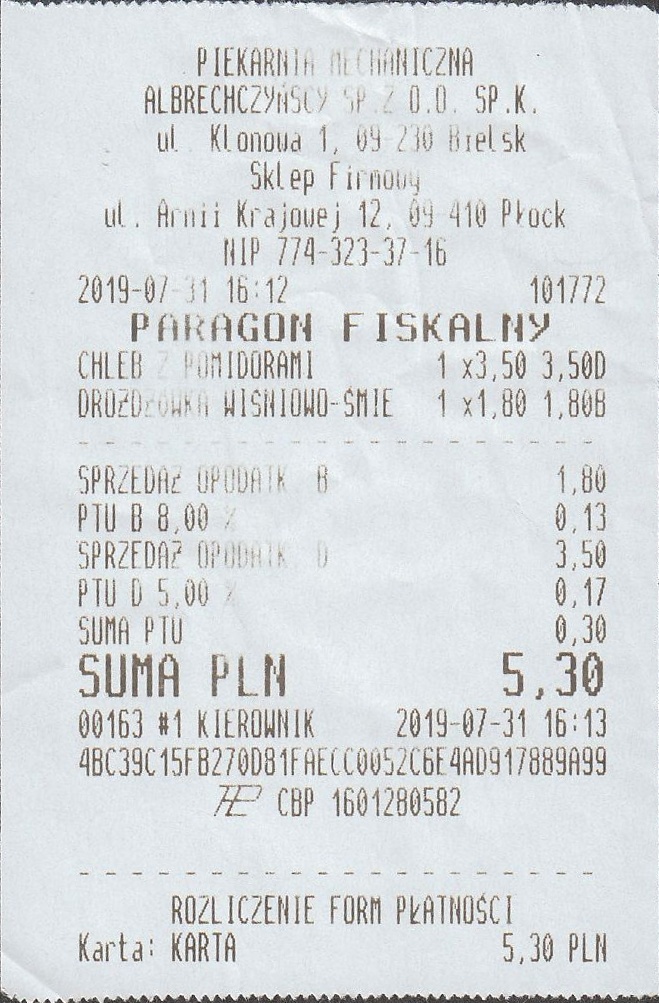 PIEKARNIA MECHANICZNA
ALBRECHCZYŃSCY SP.Z O.O. SP.K.
ul. Klonowa 1, 09-230 Bielsk
Sklep Firmowy
ul. Armii Krajowej 12, 09-410 Płock
NIP 774-323-37-16
2019-07-31 16:12 101772
PARAGON FISKALNY
CHLEB Z POMIDORAMI 1 x3,50 3,50D
DROŻDŻÓWKA WIŚNIOWO-ŚMIE 1 x1,80 1,80B
SPRZEDAŻ OPODATK. B 1,80
PTU B 8,00 % 0,13
SPRZEDAŻ OPODATK. D 3,50
PTU D 5,00 % 0,17
SUMA PTU 0,30
SUMA PLN 5,30
00163 #1 KIEROWNIK 2019-07-31 16:13
4BC39C15FB270D81FAECC0052C6E4AD917889A99
CBP 1601280582
ROZLICZENIE FORM PŁATNOŚCI
Karta: KARTA 5,30 PLN